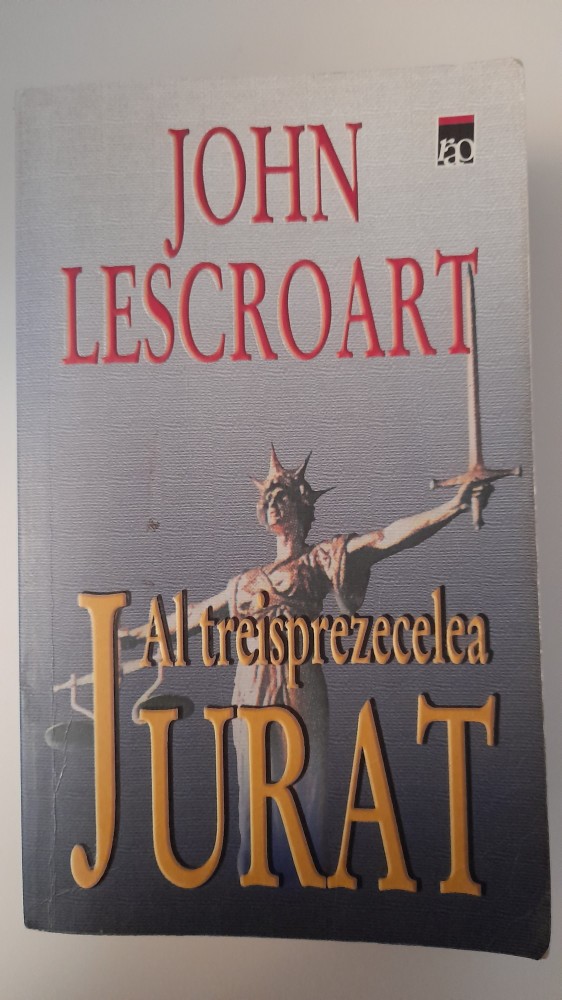 JOHN
rao
LESCROART
Al treisprezecelea
JURAT